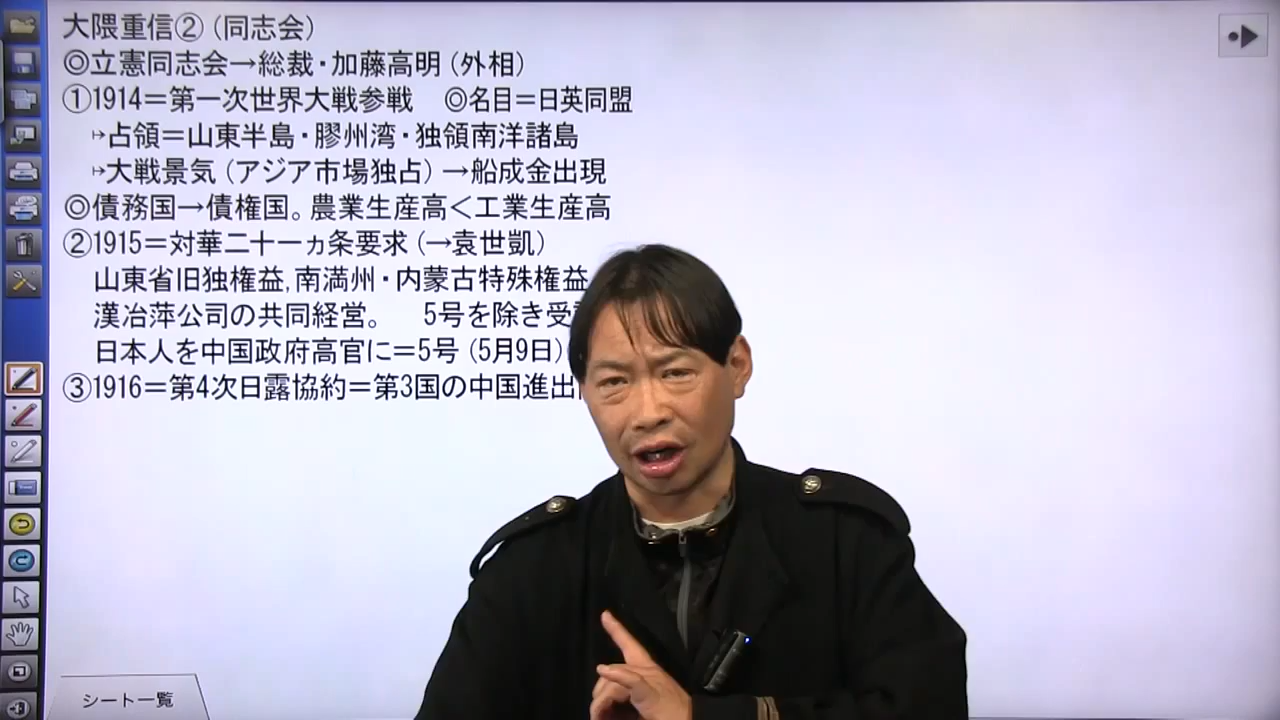 大隈重信②(同志会)
◎立憲同志会→総裁・加藤高明(外相)
①1914＝第一次世界大戦参戦　◎名目＝日英同盟
↦占領＝山東半島・膠州湾・独領南洋諸島
↦大戦景気(アジア市場独占)→船成金出現
◎債務国→債権国。農業生産高＜工業生産高
②1915＝対華二十一ヵ条要求(→袁世凱)
山東省旧独権益,南満州・内蒙古特殊権益
漢冶萍公司の共同経営。　5号を除き受
日本人を中国政府高官に＝5号(5月9日)
③1916＝第4次日露協約＝第3国の中国進出
シート一覧